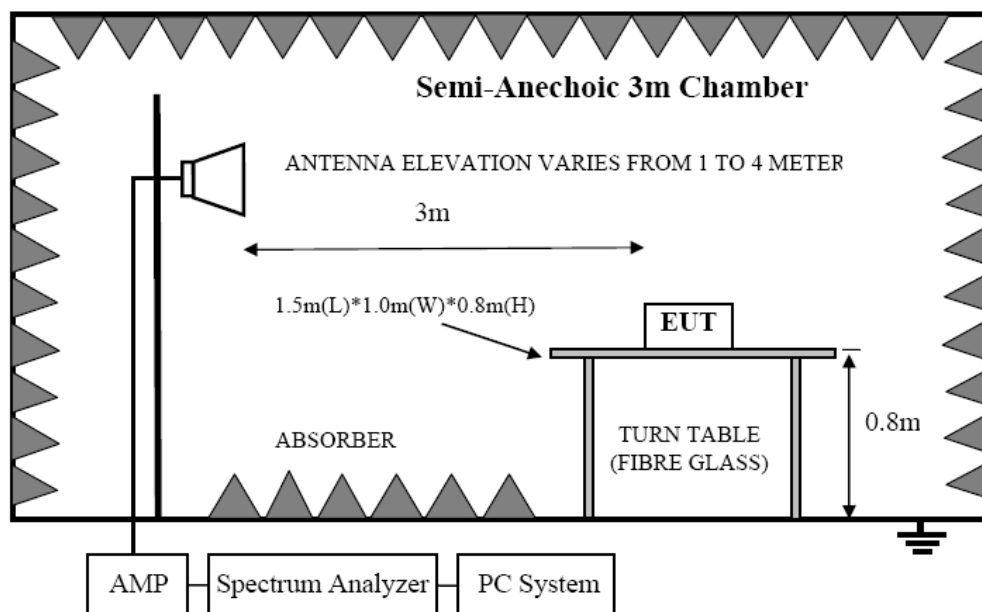 Semi-Anechoic 3m Chamber
ANTENNA ELEVATION VARIES FROM 1 TO 4 METER
3m
1.5m(L)*1.0m(W)*0.8m(H)
EUT
0.8m
ABSORBER
TURN TABLE
(FIBRE GLASS)
AMP
Spectrum Analyzer
PC System